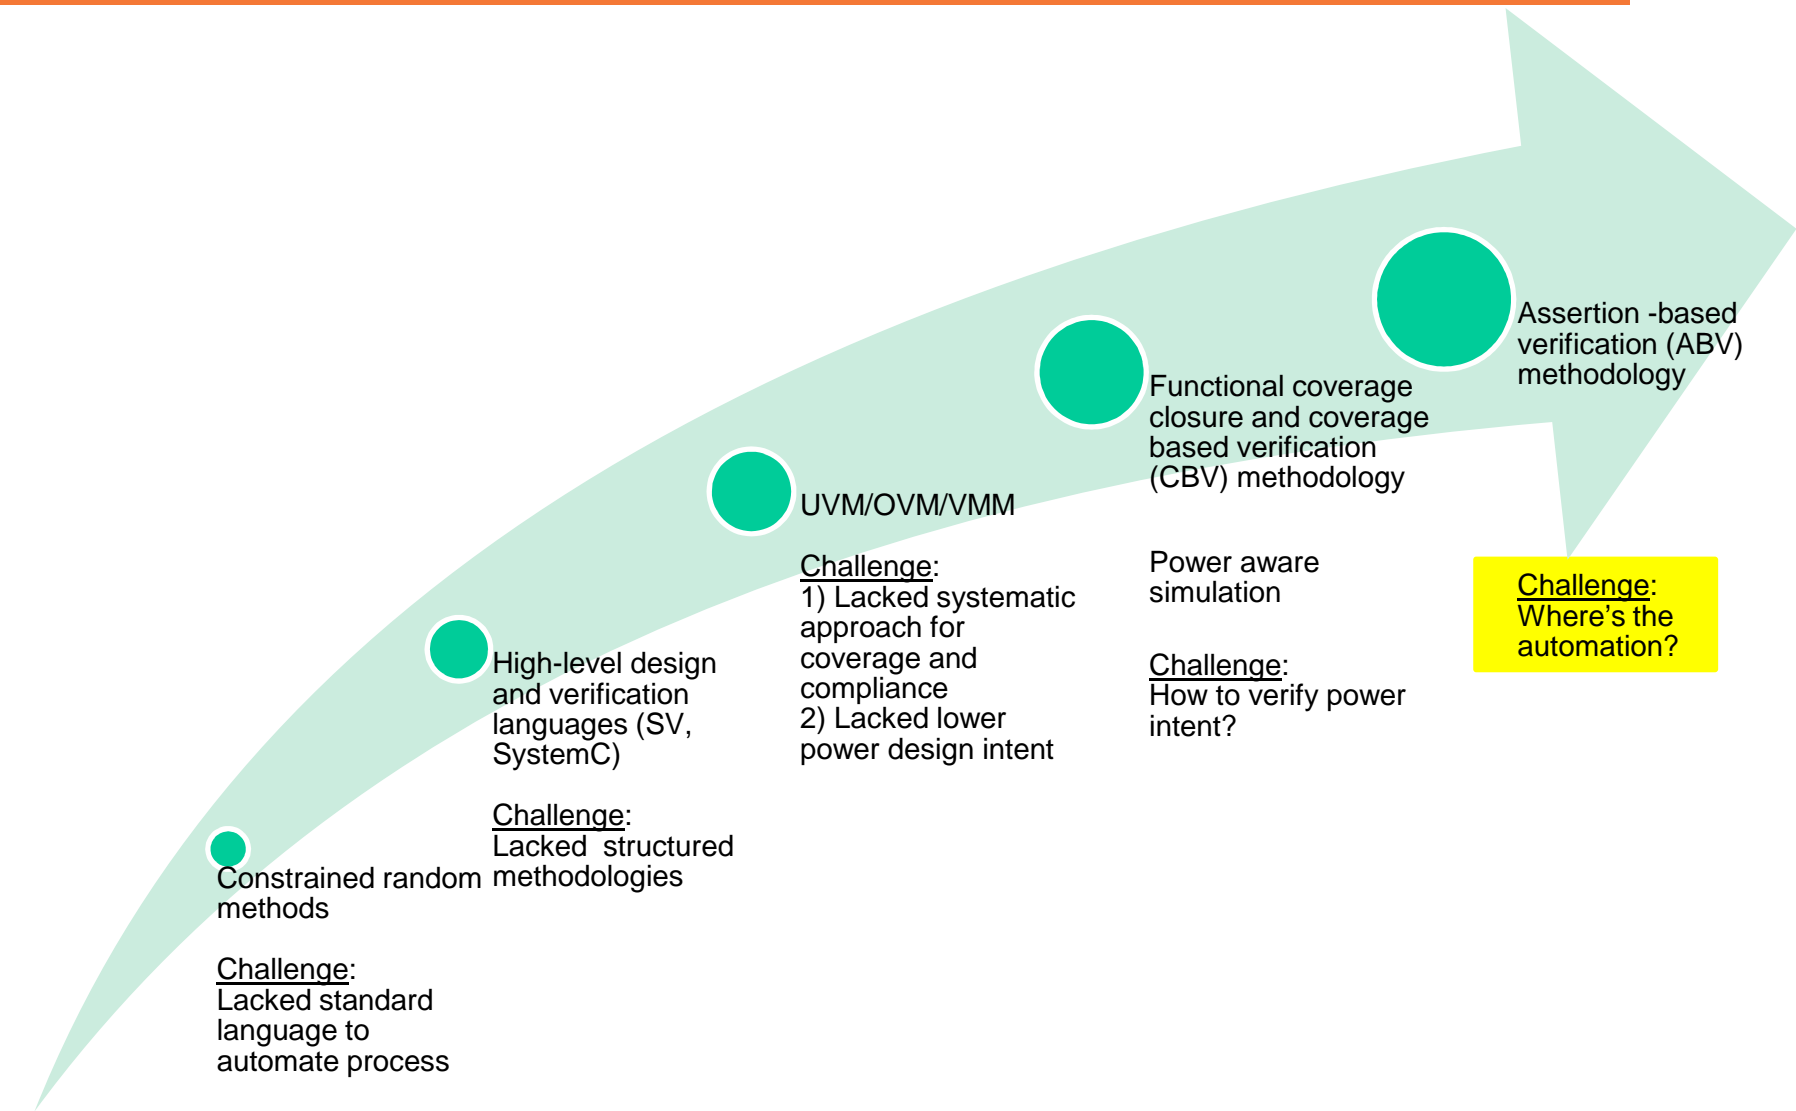 Constrained random
methods
Challenge:
Lacked standard
language to
automate process
High-level design
and verification
languages (SV,
SystemC)
Challenge:
Lacked  structured
methodologies
UVM/OVM/VMM
Challenge:
1) Lacked systematic
approach for
coverage and
compliance
2) Lacked lower
power design intent
Functional coverage
closure and coverage
based verification
(CBV) methodology
Power aware
simulation
Challenge:
How to verify power
intent?
Assertion -based
verification (ABV)
methodology
Challenge:
Where’s the
automation?